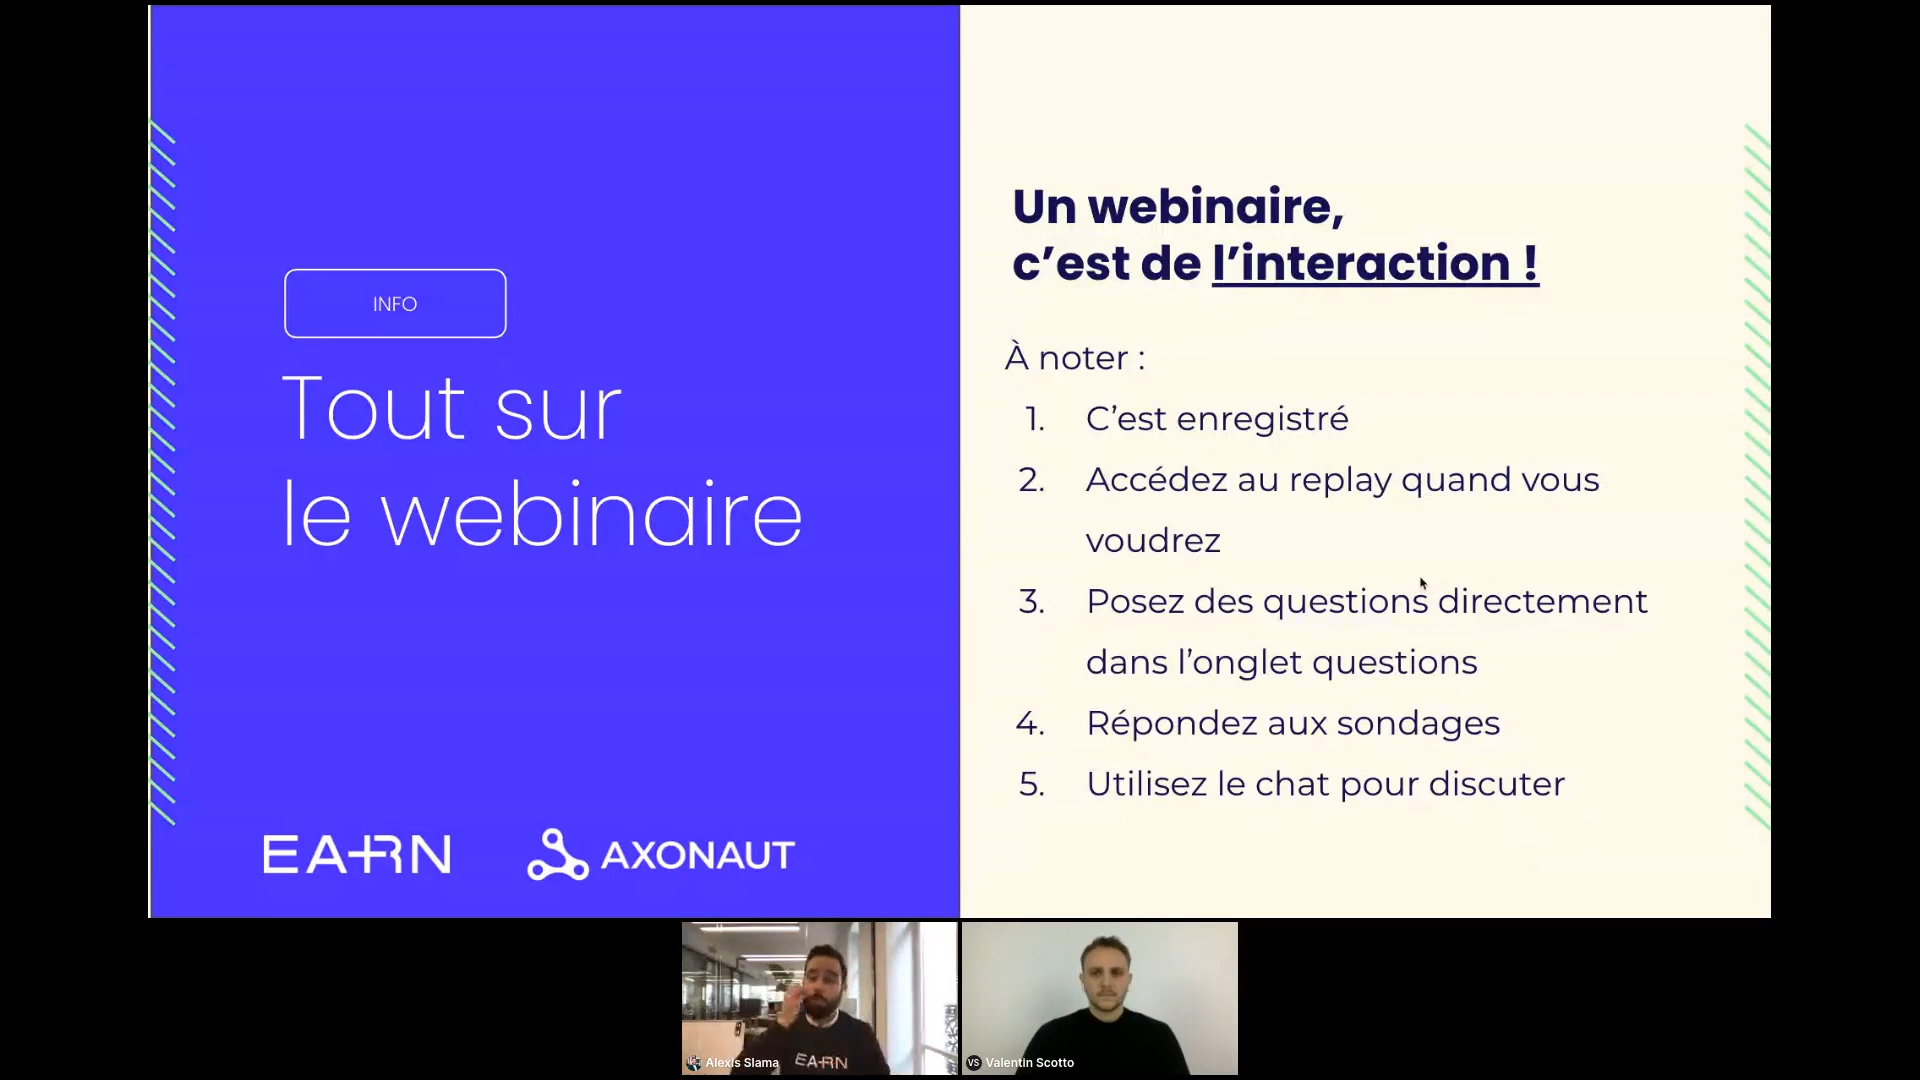 INFO
Tout sur
le webinaire
EARN
AXONAUT
Un webinaire,
c’est de l’interaction !
À noter :
1. C’est enregistré
2. Accédez au replay quand vous
voudrez
3. Posez des questions directement
dans l’onglet questions
4. Répondez aux sondages
5. Utilisez le chat pour discuter
Alexis Slama
EARN
VS Valentin Scotto